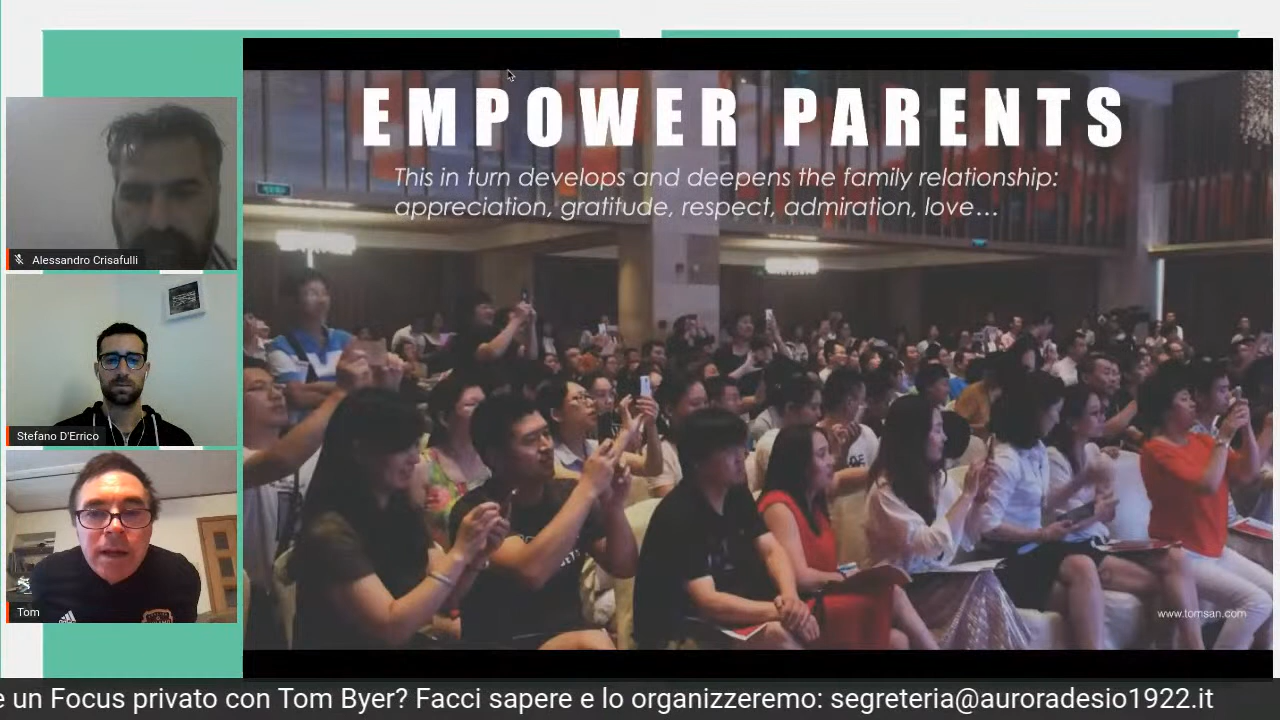 EMPOWER PARENTS
This in turn develops and deepens the family relationship:
appreciation, gratitude, respect, admiration, love...
Alessandro Crisafulli
Stefano D'Errico
Tom
www.tomsan.com
e un Focus privato con Tom Byer? Facci sapere e lo organizzeremo: segreteria@auroradesio1922.it